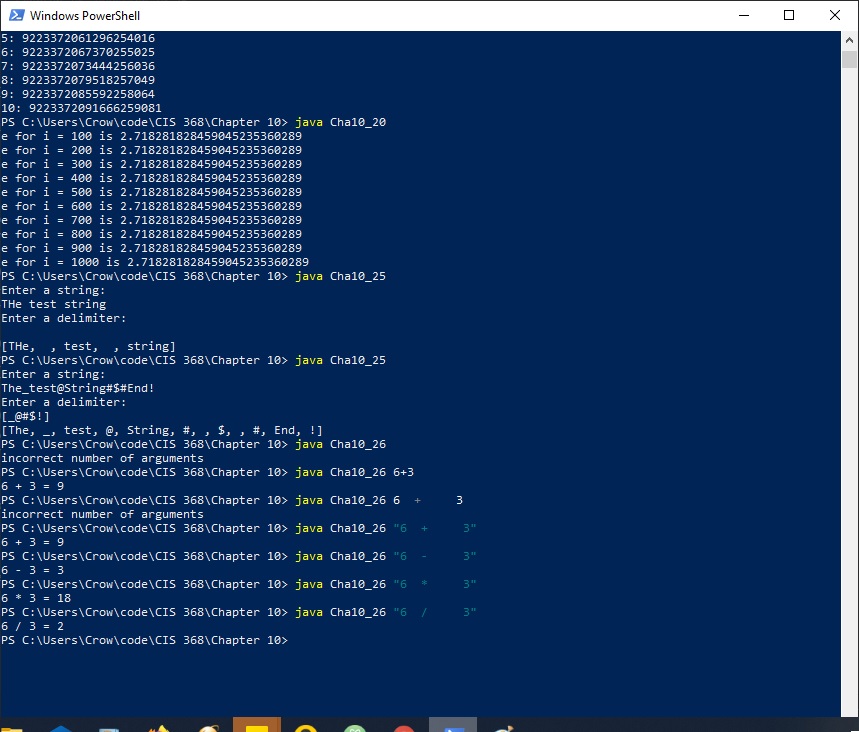 Windows PowerShell
5: 9223372061296254016
6: 9223372067370255025
7: 9223372073444256036
8: 9223372079518257049
9: 9223372085592258064
10: 9223372091666259081
PS C:\Users\Crow\code\CIS 368\Chapter 10> java Cha10_20
e for i = 100 is 2.718281828459045235360289
e for i = 200 is 2.718281828459045235360289
e for i = 300 is 2.718281828459045235360289
e for i = 400 is 2.718281828459045235360289
e for i = 500 is 2.718281828459045235360289
e for i = 600 is 2.718281828459045235360289
e for i = 700 is 2.718281828459045235360289
e for i = 800 is 2.718281828459045235360289
e for i = 900 is 2.718281828459045235360289
e for i = 1000 is 2.718281828459045235360289
PS C:\Users\Crow\code\CIS 368\Chapter 10> java Cha10_25
Enter a string:
THe test string
Enter a delimiter:

[THe,  , test,  , string]
PS C:\Users\Crow\code\CIS 368\Chapter 10> java Cha10_25
Enter a string:
The_test@String#$#End!
Enter a delimiter:
[_@#$!]
[The, _, test, @, String, #, , $, , #, End, !]
PS C:\Users\Crow\code\CIS 368\Chapter 10> java Cha10_26
incorrect number of arguments
PS C:\Users\Crow\code\CIS 368\Chapter 10> java Cha10_26 6+3
6 + 3 = 9
PS C:\Users\Crow\code\CIS 368\Chapter 10> java Cha10_26 6  +     3
incorrect number of arguments
PS C:\Users\Crow\code\CIS 368\Chapter 10> java Cha10_26 "6  +     3"
6 + 3 = 9
PS C:\Users\Crow\code\CIS 368\Chapter 10> java Cha10_26 "6  -     3"
6 - 3 = 3
PS C:\Users\Crow\code\CIS 368\Chapter 10> java Cha10_26 "6  *     3"
6 * 3 = 18
PS C:\Users\Crow\code\CIS 368\Chapter 10> java Cha10_26 "6  /     3"
6 / 3 = 2
PS C:\Users\Crow\code\CIS 368\Chapter 10>